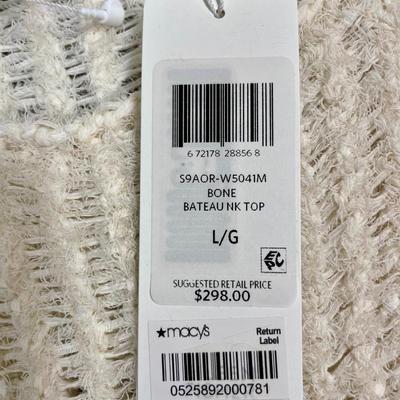 6 72178 28856 8
S9AOR-W5041M
BONE
BATEAU NK TOP
L/G
EPC
SUGGESTED RETAIL PRICE
$298.00
★macy's
Return
Label
0525892000781